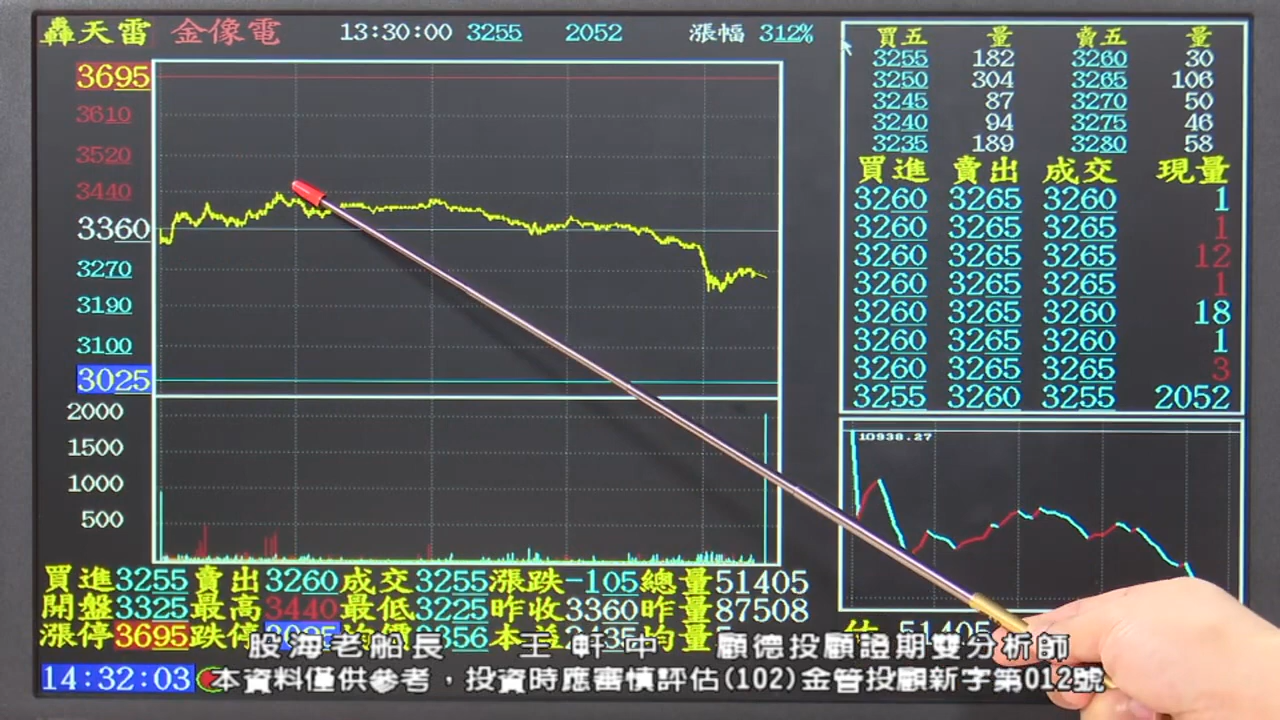 轟天雷 金像電 13:30:00 3255 2052 漲幅 312%
3695
3610
3520
3440
3360
3270
3190
3100
3025
2000
1500
1000
500
買五 量 賣五 量
3255 182 3260 30
3250 304 3265 106
3245 87 3270 50
3240 94 3275 46
3235 189 3280 58
買進 賣出 成交 現量
3260 3265 3260 1
3260 3265 3265 1
3260 3265 3265 12
3260 3265 3265 1
3260 3265 3260 18
3260 3265 3260 1
3260 3265 3265 3
3255 3260 3255 2052
10938.27
買進3255賣出3260成交3255漲跌-105總量51405
開盤3325最高3440最低3225昨收3360昨量87508
漲停3695跌停
51405
股海老船長 王軒中 顧德投顧證期雙分析師
14:32:03
本資料僅供參考，投資時應審慎評估(102)金管投顧新字第012號